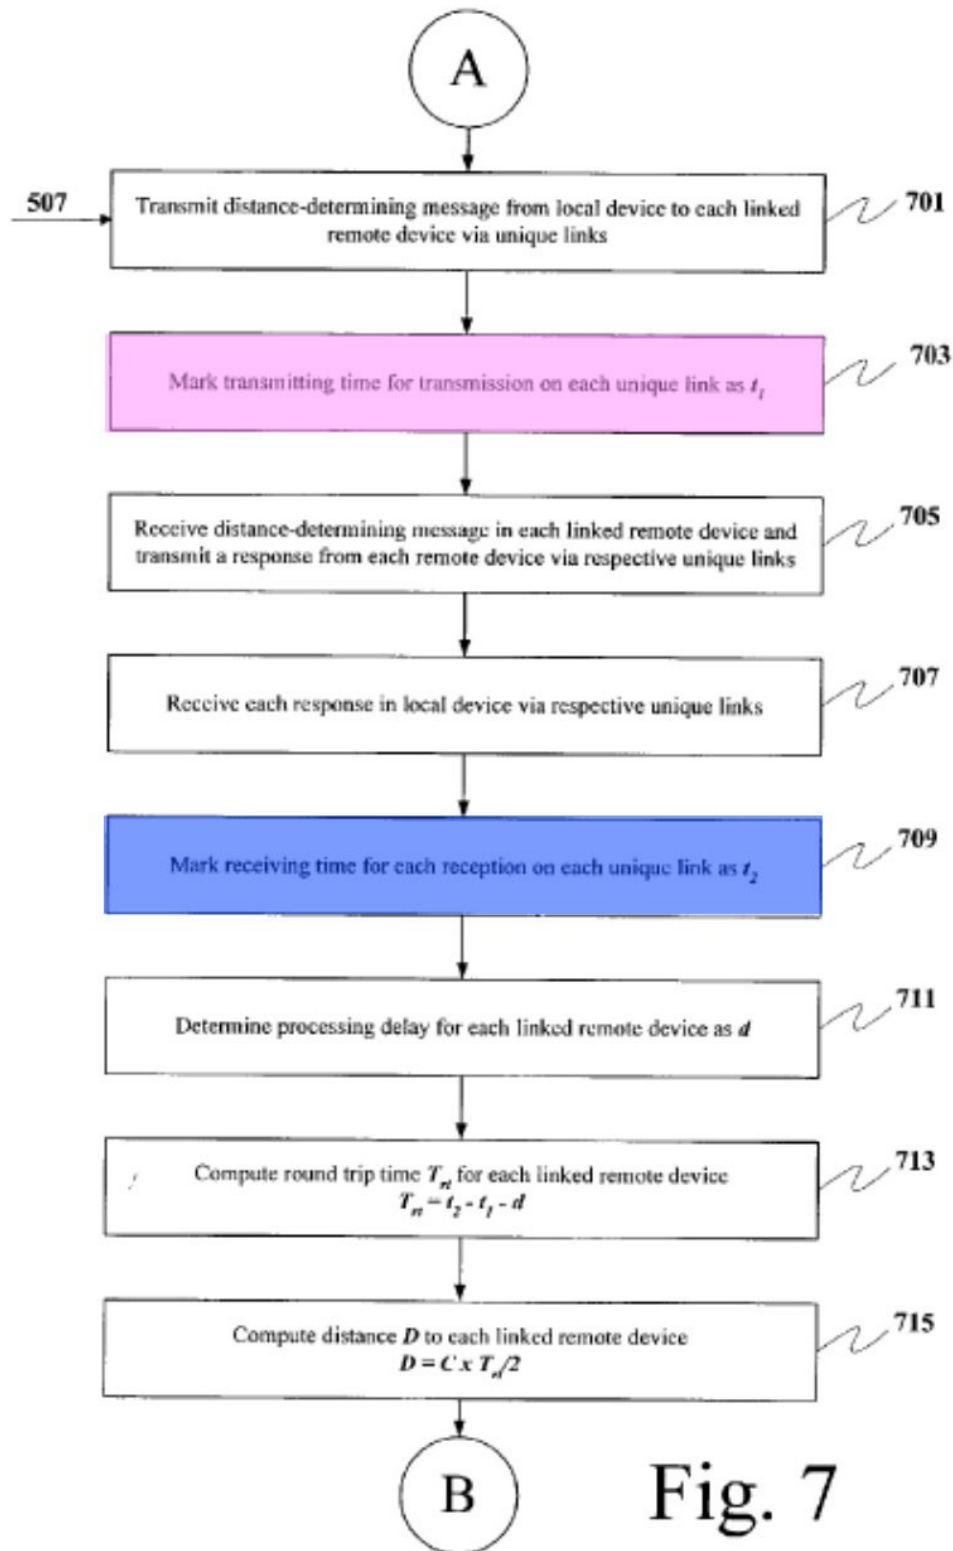 A
507
Transmit distance-determining message from local device to each linked
remote device via unique links
701
Mark transmitting time for transmission on each unique link as t₁
703
Receive distance-determining message in each linked remote device and
transmit a response from each remote device via respective unique links
705
Receive each response in local device via respective unique links
707
Mark receiving time for each reception on each unique link as t₂
709
Determine processing delay for each linked remote device as d
711
Compute round trip time Tᵣₜ for each linked remote device
Tᵣₜ = t₂ - t₁ - d
713
Compute distance D to each linked remote device
D = C x Tᵣₜ/2
715
B
Fig. 7